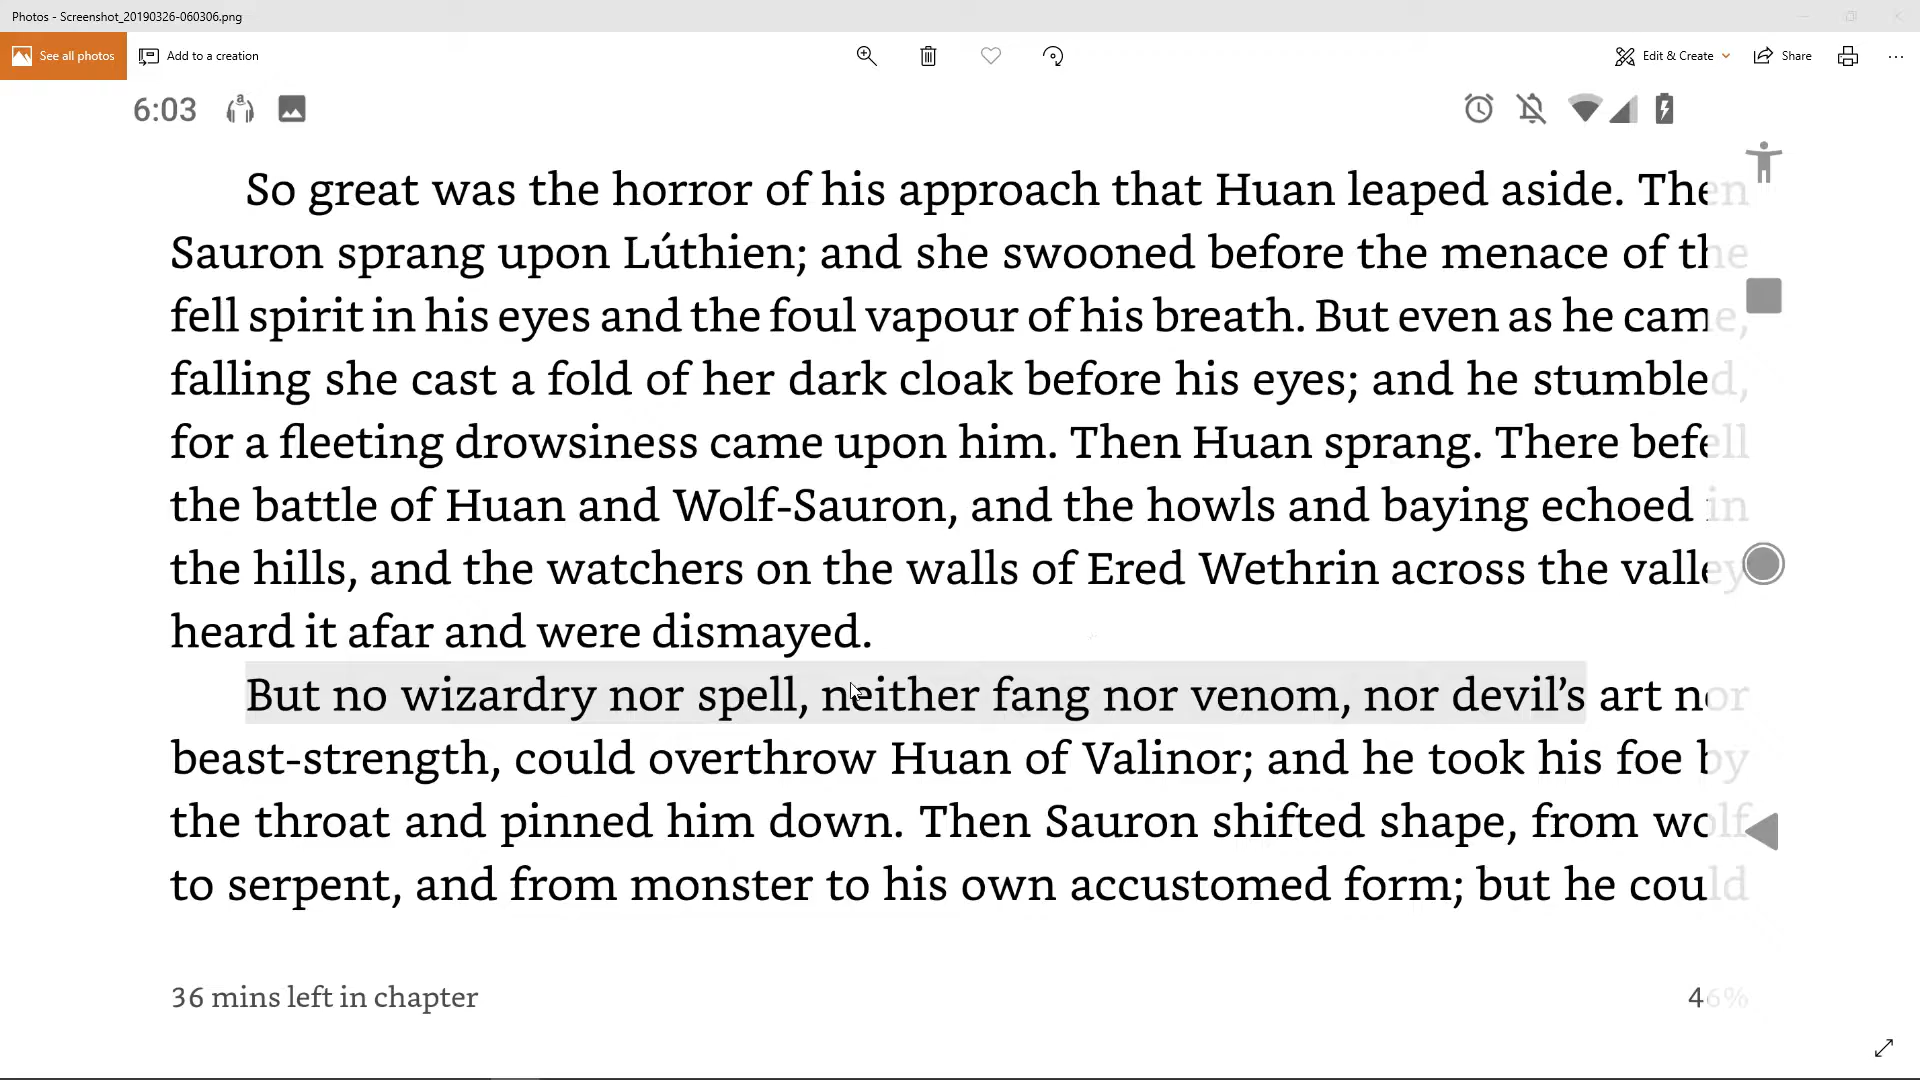 Photos - Screenshot_20190326-060306.png
See all photos
Add to a creation
Edit & Create
Share
6:03
So great was the horror of his approach that Huan leaped aside. Then
Sauron sprang upon Lúthien; and she swooned before the menace of the
fell spirit in his eyes and the foul vapour of his breath. But even as he came,
falling she cast a fold of her dark cloak before his eyes; and he stumbled,
for a fleeting drowsiness came upon him. Then Huan sprang. There befell
the battle of Huan and Wolf-Sauron, and the howls and baying echoed in
the hills, and the watchers on the walls of Ered Wethrin across the valley
heard it afar and were dismayed.
But no wizardry nor spell, neither fang nor venom, nor devil's art nor
beast-strength, could overthrow Huan of Valinor; and he took his foe by
the throat and pinned him down. Then Sauron shifted shape, from wolf
to serpent, and from monster to his own accustomed form; but he could
36 mins left in chapter
46%